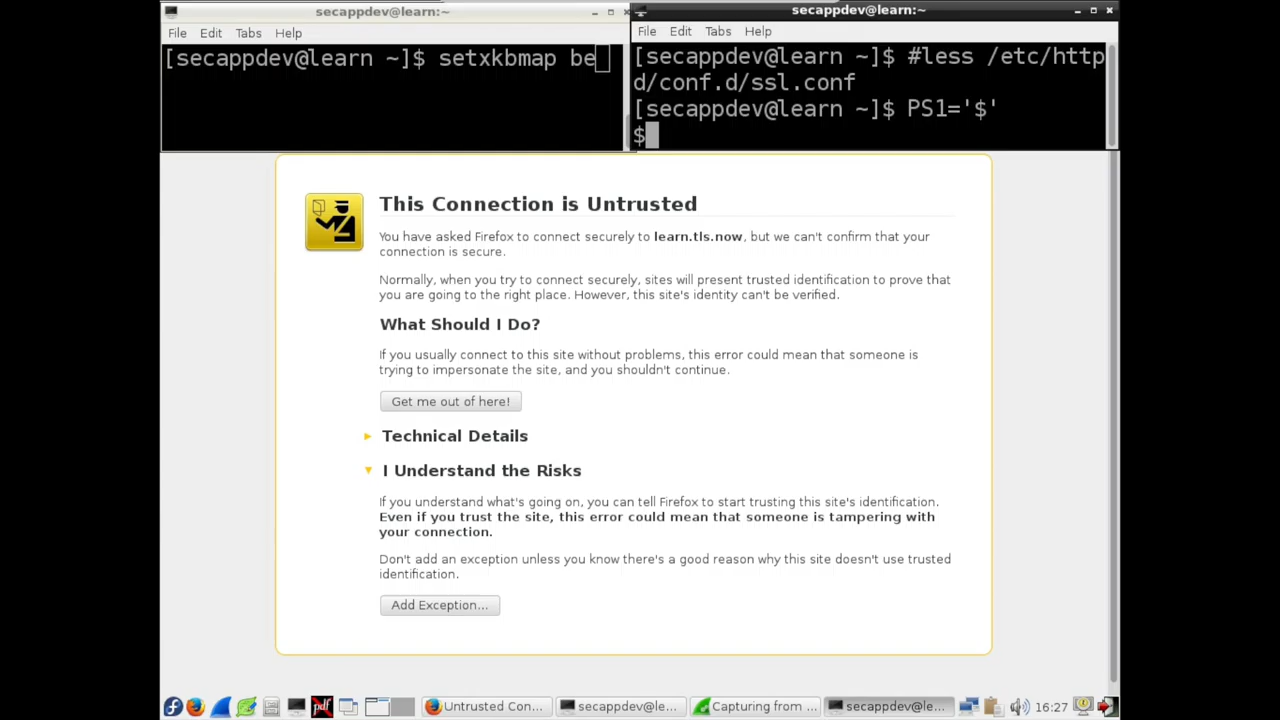 secappdev@learn:~
File Edit Tabs Help
[secappdev@learn ~]$ setxkbmap be
secappdev@learn:~
File Edit Tabs Help
[secappdev@learn ~]$ #less /etc/http
d/conf.d/ssl.conf
[secappdev@learn ~]$ PS1='$'
$
This Connection is Untrusted
You have asked Firefox to connect securely to learn.tls.now, but we can't confirm that your
connection is secure.
Normally, when you try to connect securely, sites will present trusted identification to prove that
you are going to the right place. However, this site's identity can't be verified.
What Should I Do?
If you usually connect to this site without problems, this error could mean that someone is
trying to impersonate the site, and you shouldn't continue.
Get me out of here!
Technical Details
I Understand the Risks
If you understand what's going on, you can tell Firefox to start trusting this site's identification.
Even if you trust the site, this error could mean that someone is tampering with
your connection.
Don't add an exception unless you know there's a good reason why this site doesn't use trusted
identification.
Add Exception...
pdf Untrusted Con... secappdev@le... Capturing from ... secappdev@le... 16:27